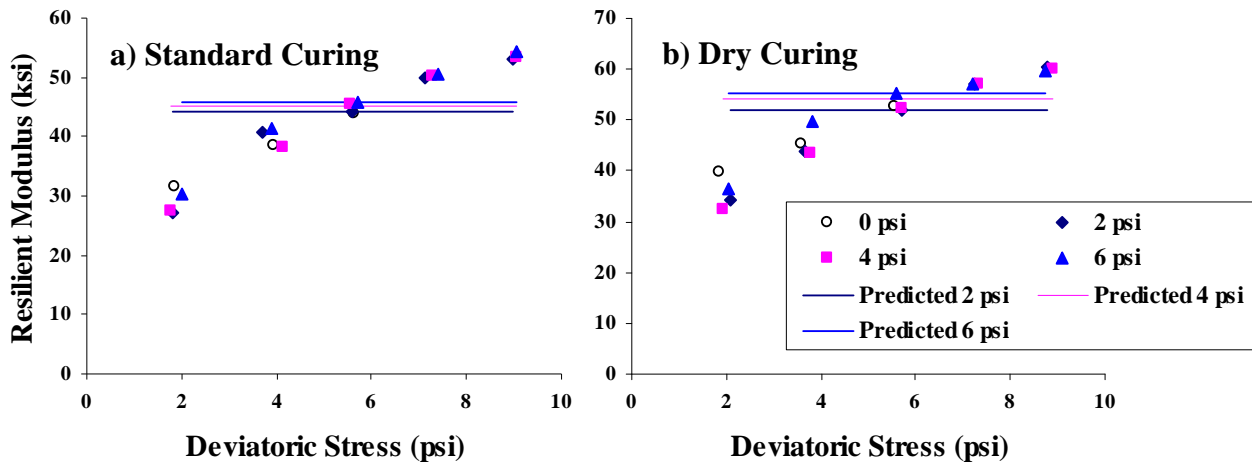 a) Standard Curing
Resilient Modulus (ksi)
60
50
40
30
20
10
0
0 2 4 6 8 10
Deviatoric Stress (psi)
b) Dry Curing
70
60
50
40
30
20
10
0
0 2 4 6 8 10
Deviatoric Stress (psi)
0 psi 2 psi
4 psi 6 psi
Predicted 2 psi Predicted 4 psi
Predicted 6 psi